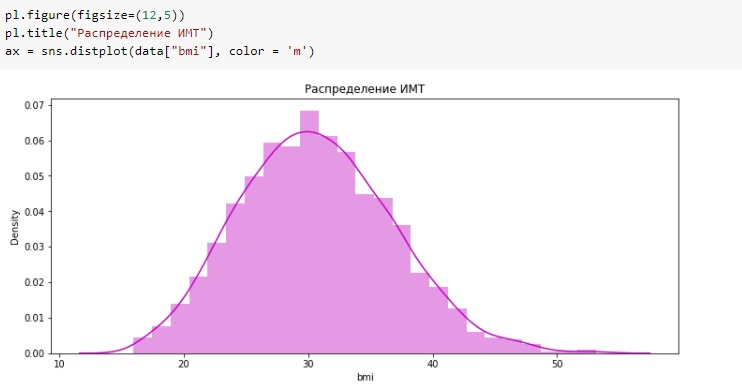 pl.figure(figsize=(12,5))
pl.title("Распределение ИМТ")
ax = sns.distplot(data["bmi"], color = 'm')
Распределение ИМТ
0.07
0.06
0.05
0.04
0.03
0.02
0.01
0.00
Density
10 20 30 40 50
bmi